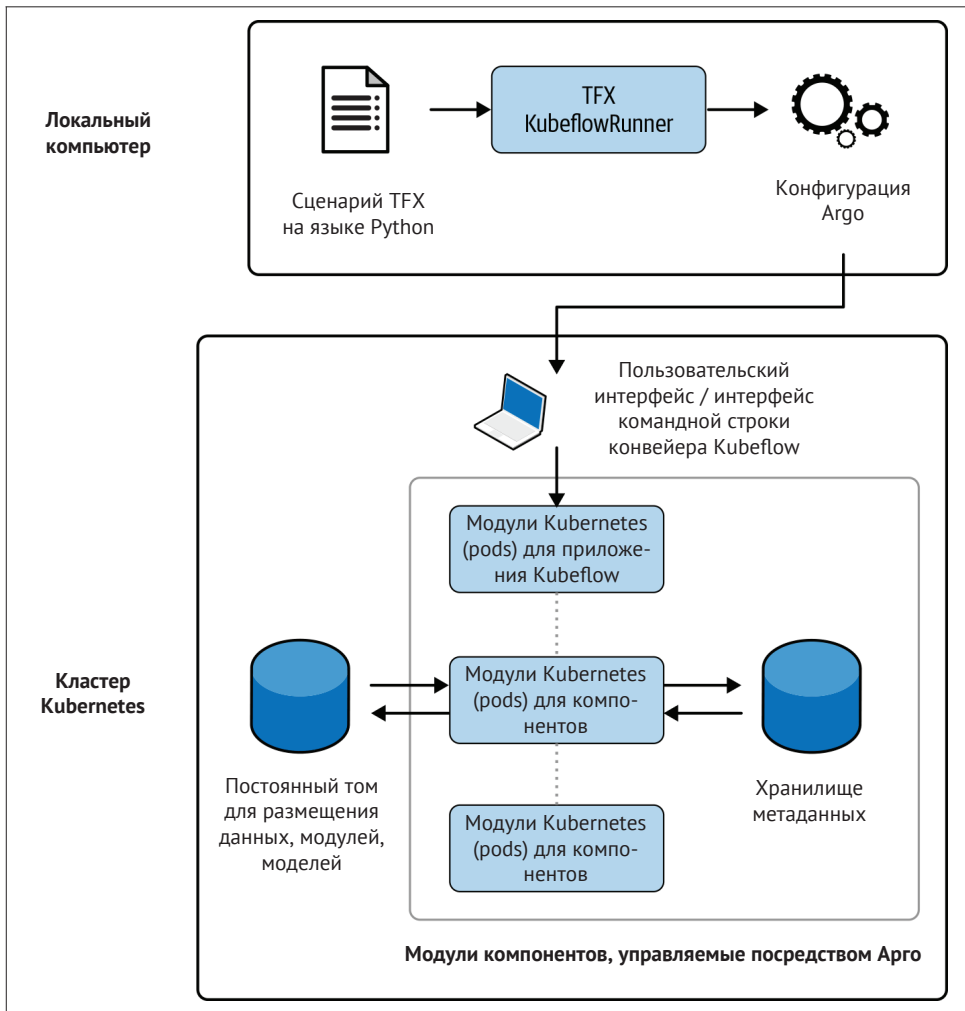 Локальный
компьютер
TFX
KubeflowRunner
Сценарий TFX
на языке Python
Конфигурация
Argo
Пользовательский
интерфейс / интерфейс
командной строки
конвейера Kubeflow
Модули Kubernetes
(pods) для приложе-
ния Kubeflow
Кластер
Kubernetes
Модули Kubernetes
(pods) для компо-
нентов
Постоянный том
для размещения
данных, модулей,
моделей
Хранилище
метаданных
Модули Kubernetes
(pods) для компо-
нентов
Модули компонентов, управляемые посредством Арго